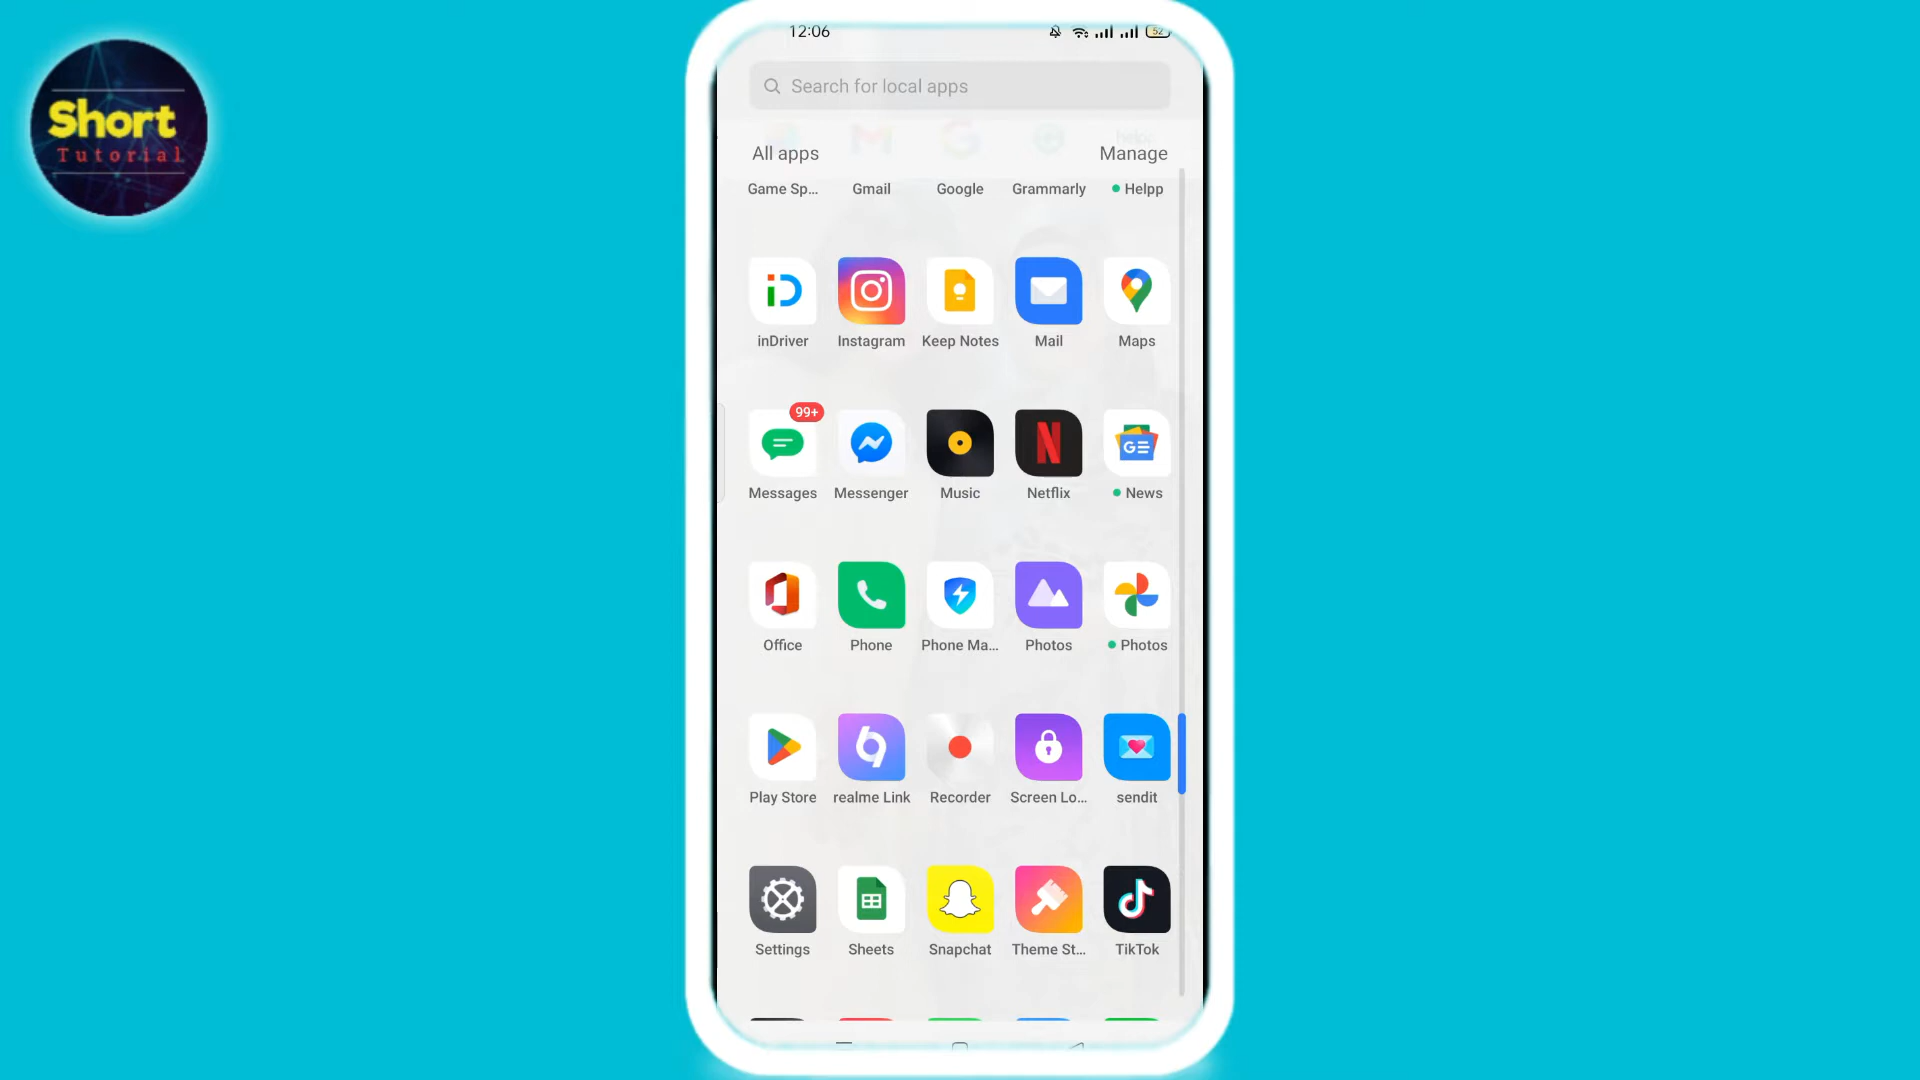 Short
Tutorial
12:06
52
Search for local apps
All apps
Manage
Game Sp...
Gmail
Google
Grammarly
Helpp
inDriver
Instagram
Keep Notes
Mail
Maps
99+
Messages
Messenger
Music
Netflix
GE
News
Office
Phone
Phone Ma...
Photos
Photos
Play Store
realme Link
Recorder
Screen Lo...
sendit
Settings
Sheets
Snapchat
Theme St...
TikTok